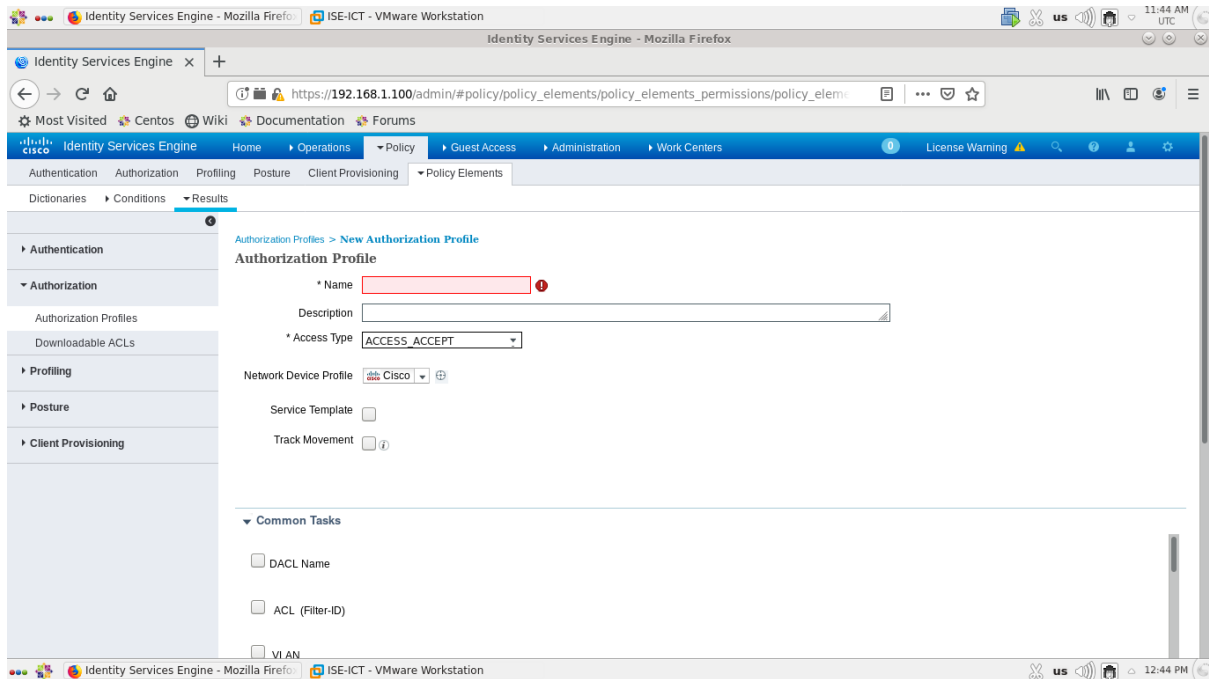 Identity Services Engine - Mozilla Firefo
ISE-ICT - VMware Workstation
us
11:44 AM
UTC
Identity Services Engine - Mozilla Firefox
Identity Services Engine
https://192.168.1.100/admin/#policy/policy_elements/policy_elements_permissions/policy_eleme
Most Visited Centos Wiki Documentation Forums
CISCO Identity Services Engine Home Operations Policy Guest Access Administration Work Centers 0 License Warning
Authentication Authorization Profiling Posture Client Provisioning Policy Elements
Dictionaries Conditions Results
Authentication
Authorization
Authorization Profiles
Downloadable ACLs
Profiling
Posture
Client Provisioning
Authorization Profiles > New Authorization Profile
Authorization Profile
* Name
Description
* Access Type ACCESS_ACCEPT
Network Device Profile Cisco
Service Template
Track Movement
Common Tasks
DACL Name
ACL (Filter-ID)
VLAN
Identity Services Engine - Mozilla Firefo
ISE-ICT - VMware Workstation
us
12:44 PM